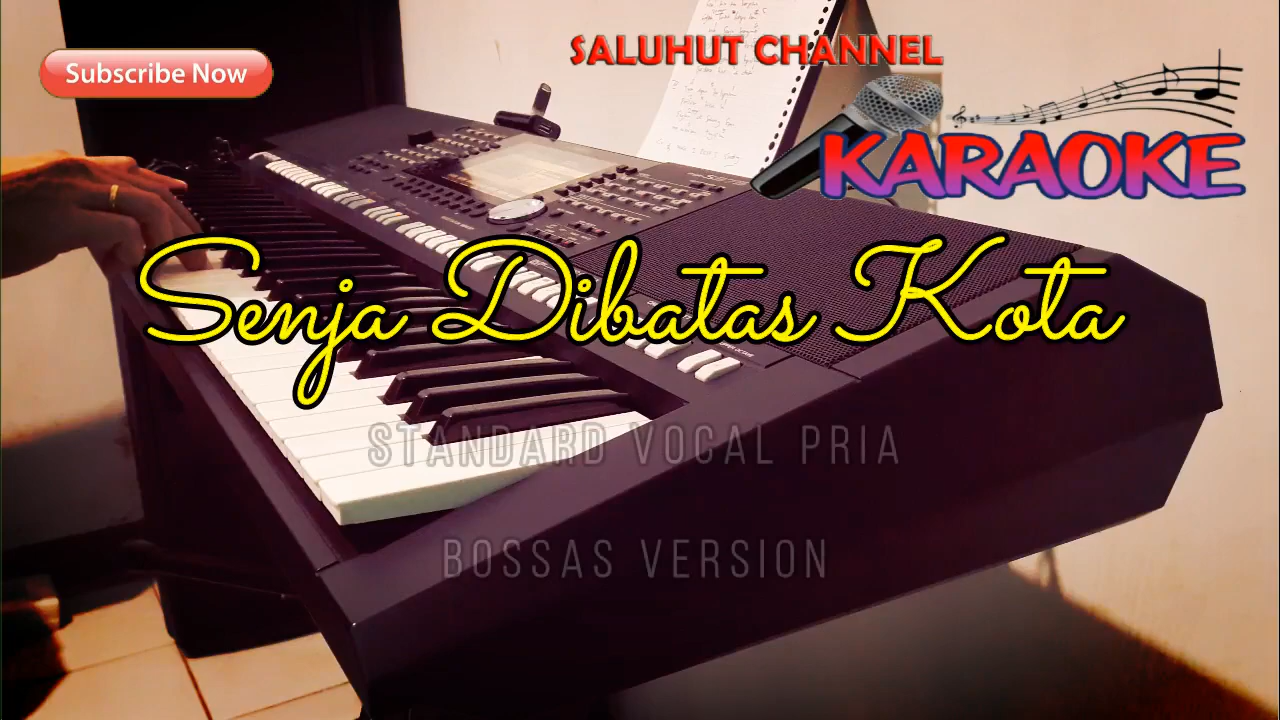 SALUHUT CHANNEL
Subscribe Now
KARAOKE
Senja Dibatas Kota
STANDARD VOCAL PRIA
BOSSAS VERSION